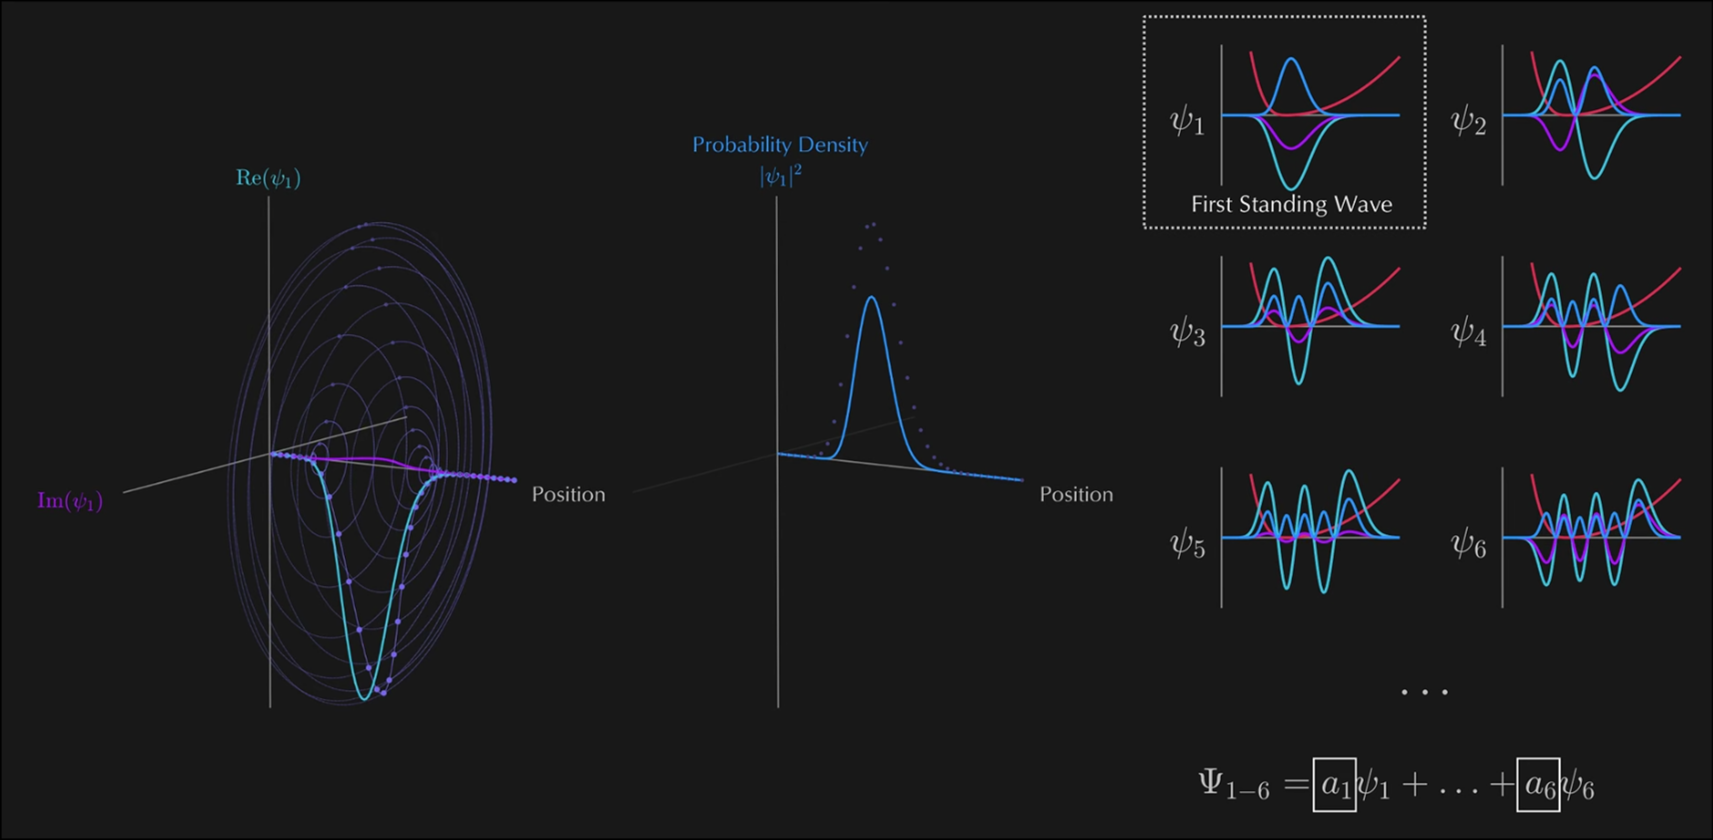 Re(ψ₁)
Im(ψ₁)
Position
Probability Density
|ψ₁|²
Position
ψ₁
First Standing Wave
ψ₂
ψ₃
ψ₄
ψ₅
ψ₆
...
Ψ₁₋₆ = a₁ψ₁ + ... + a₆ψ₆